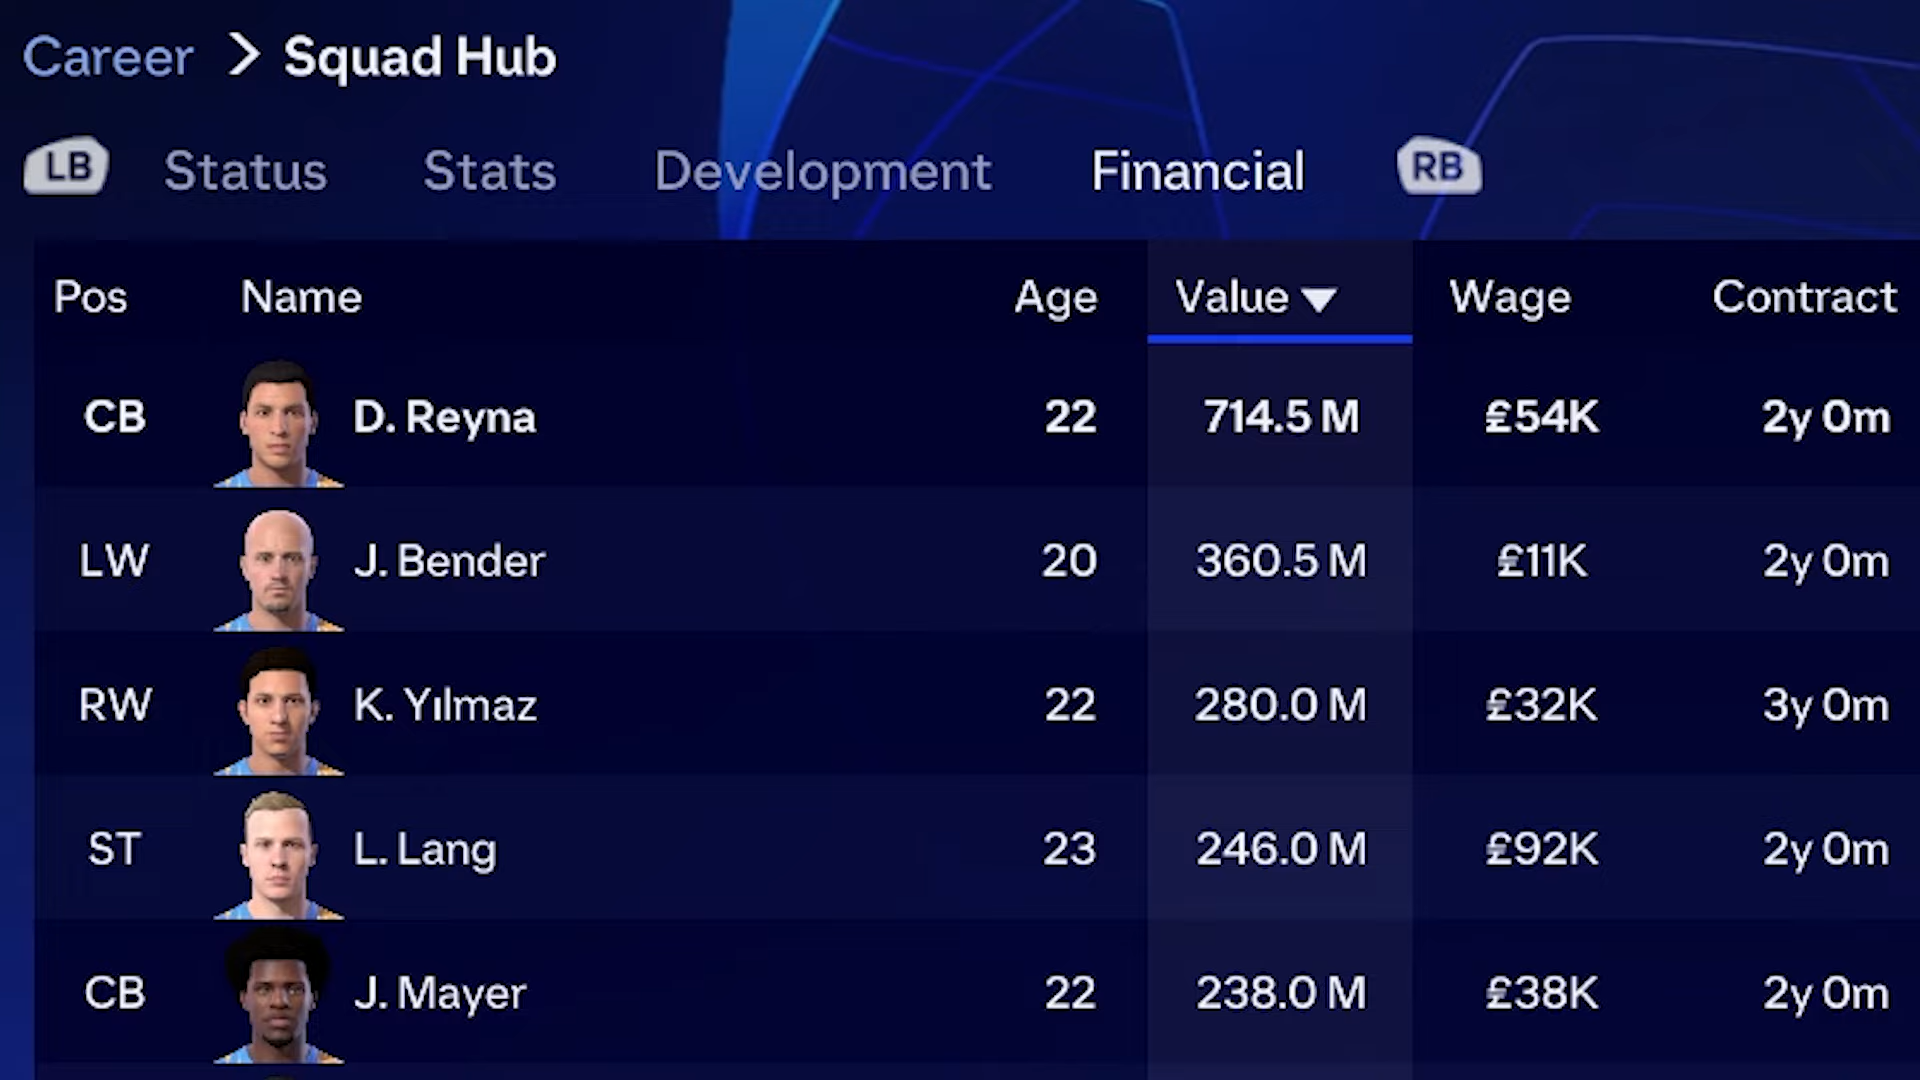 Career > Squad Hub
LB Status Stats Development Financial RB
Pos Name Age Value ▼ Wage Contract
CB D. Reyna 22 714.5 M £54K 2y 0m
LW J. Bender 20 360.5 M £11K 2y 0m
RW K. Yılmaz 22 280.0 M £32K 3y 0m
ST L. Lang 23 246.0 M £92K 2y 0m
CB J. Mayer 22 238.0 M £38K 2y 0m